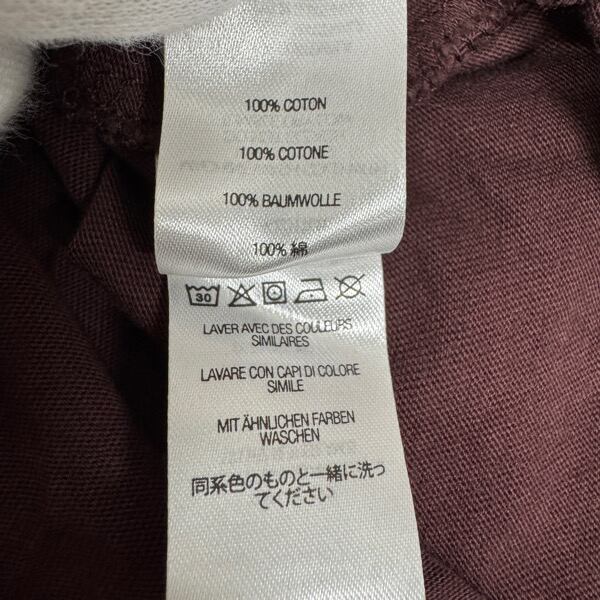 100% COTON
100% COTONE
100% BAUMWOLLE
100% 綿
30
LAVER AVEC DES COULEURS
SIMILAIRES
LAVARE CON CAPI DI COLORE
SIMILE
MIT ÄHNLICHEN FARBEN
WASCHEN
同系色のものと一緒に洗っ
てください